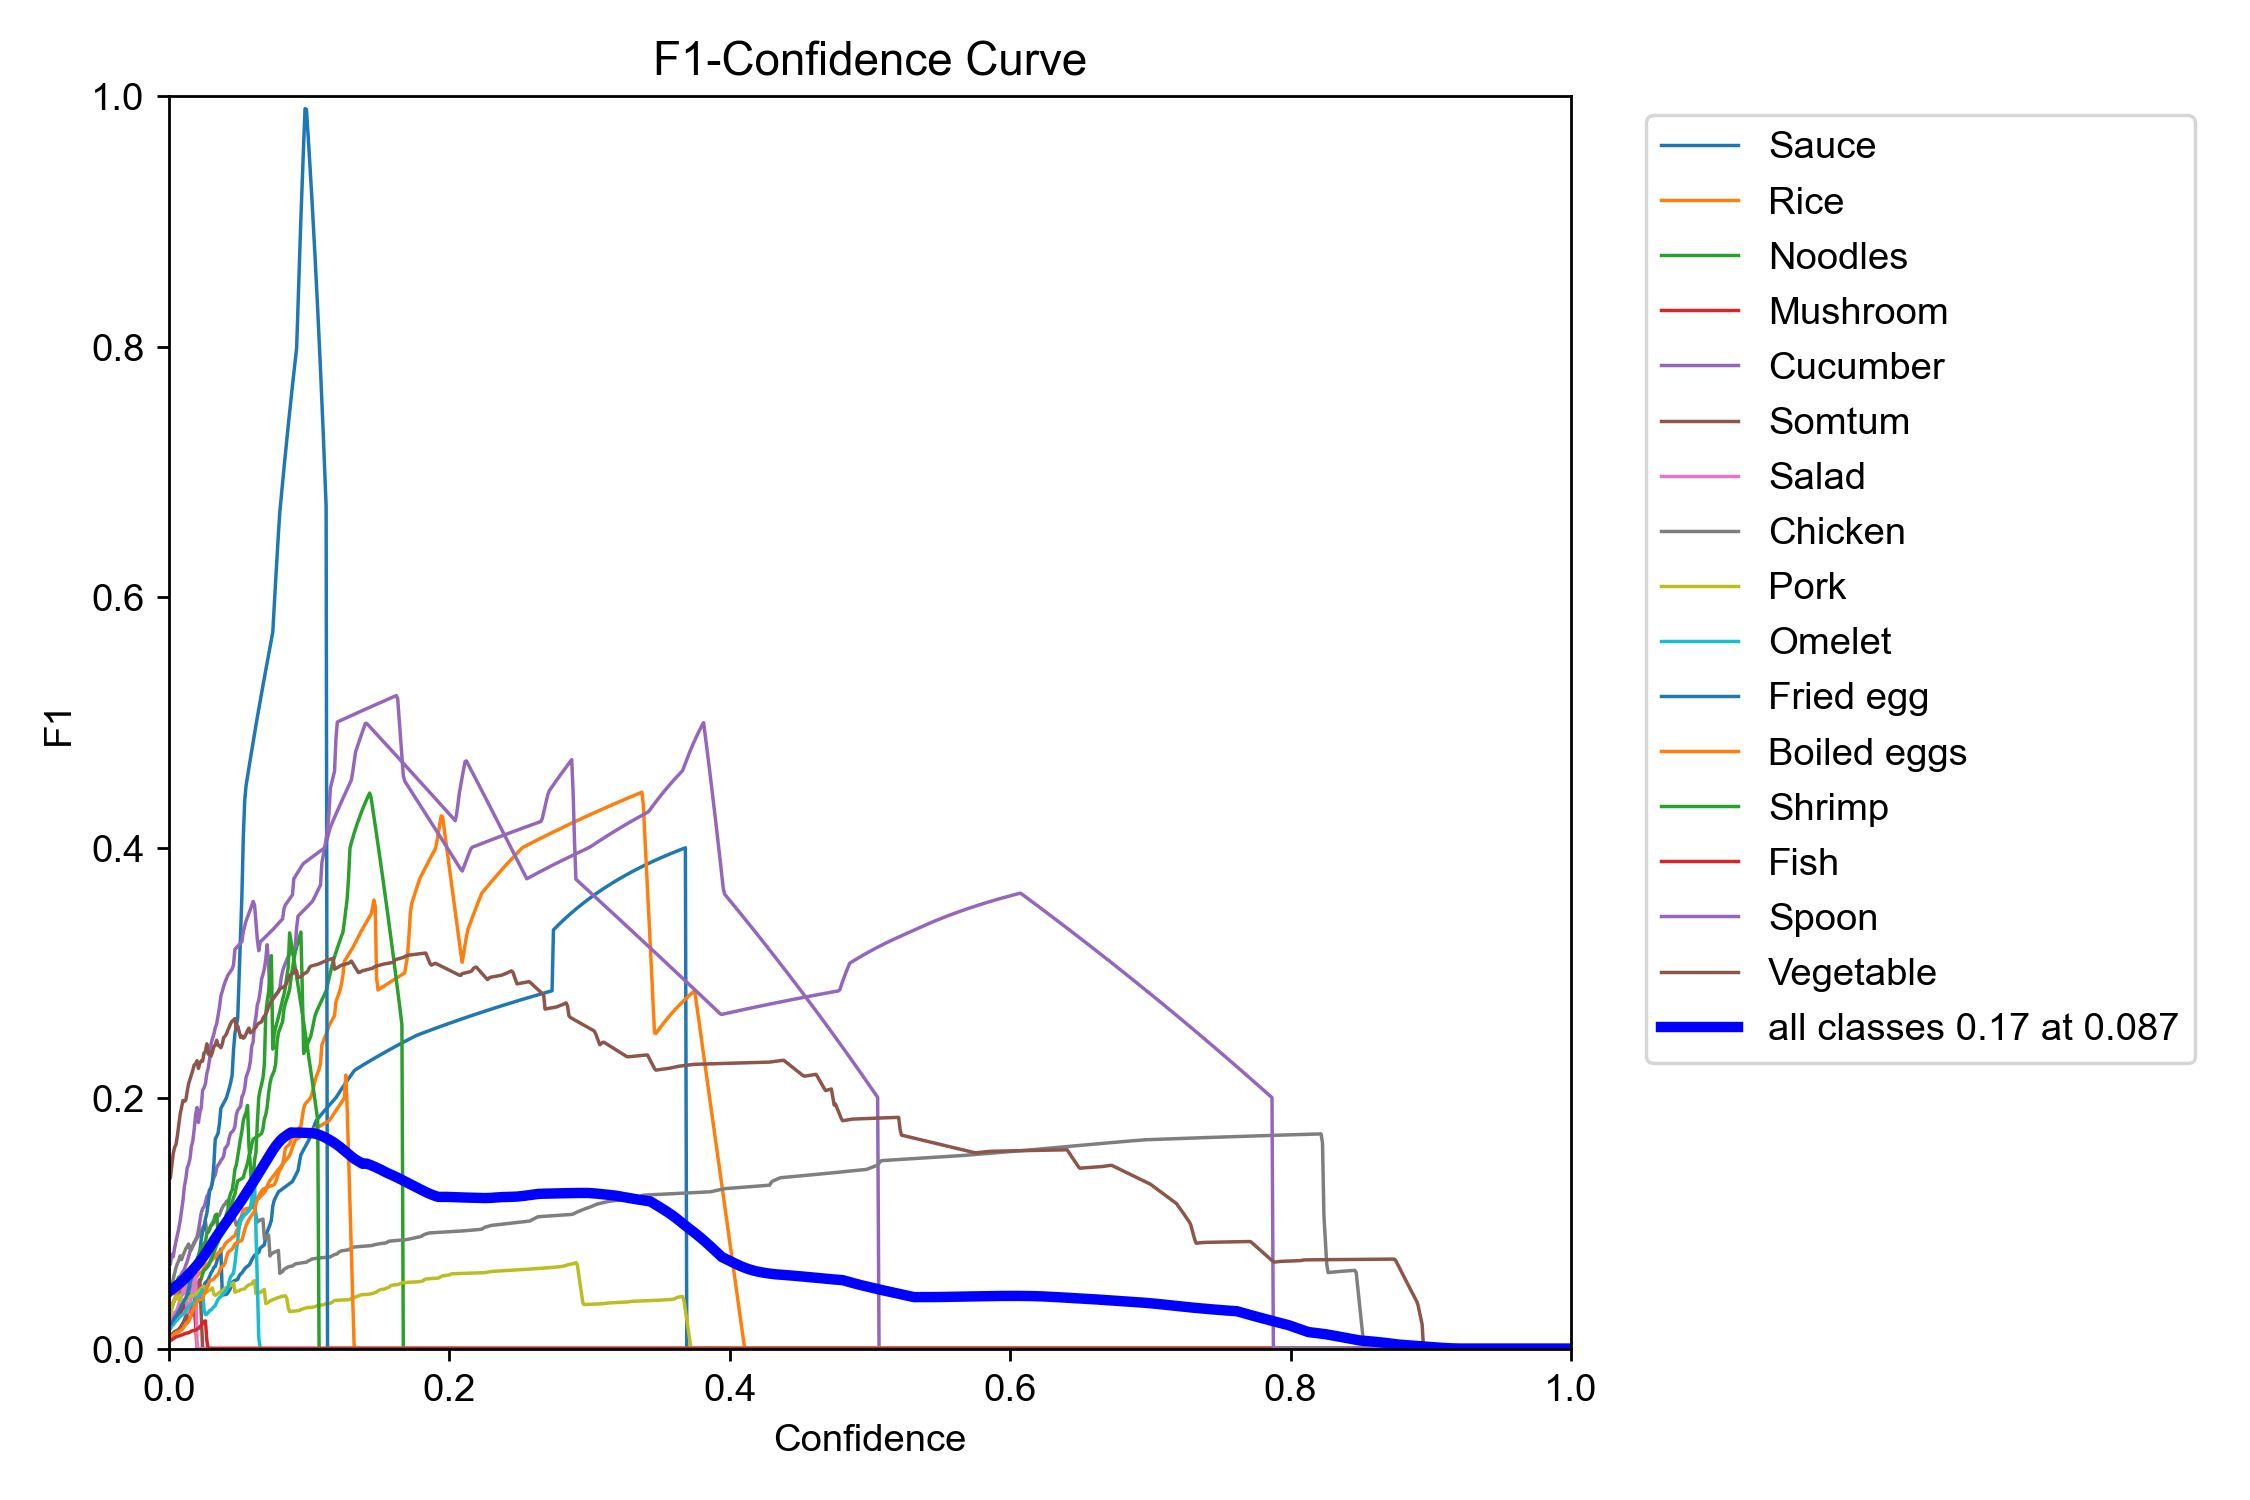 F1-Confidence Curve
1.0
0.8
0.6
0.4
0.2
0.0
F1
0.0 0.2 0.4 0.6 0.8 1.0
Confidence
Sauce
Rice
Noodles
Mushroom
Cucumber
Somtum
Salad
Chicken
Pork
Omelet
Fried egg
Boiled eggs
Shrimp
Fish
Spoon
Vegetable
all classes 0.17 at 0.087